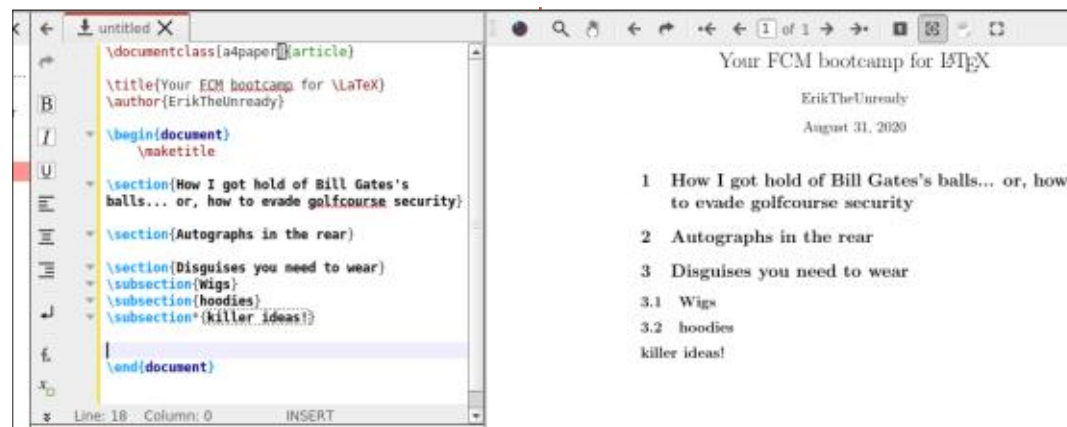 untitled
\documentclass[a4paper]{article}
\title{Your FCM bootcamp for \LaTeX}
\author{ErikTheUnready}
\begin{document}
\maketitle
\section{How I got hold of Bill Gates's
balls... or, how to evade golfcourse security}
\section{Autographs in the rear}
\section{Disguises you need to wear}
\subsection{Wigs}
\subsection{hoodies}
\subsection*{killer ideas!}
\end{document}
Line: 18 Column: 0 INSERT
1 of 1
Your FCM bootcamp for LATEX
ErikTheUnready
August 31, 2020
1 How I got hold of Bill Gates's balls... or, how
to evade golfcourse security
2 Autographs in the rear
3 Disguises you need to wear
3.1 Wigs
3.2 hoodies
killer ideas!